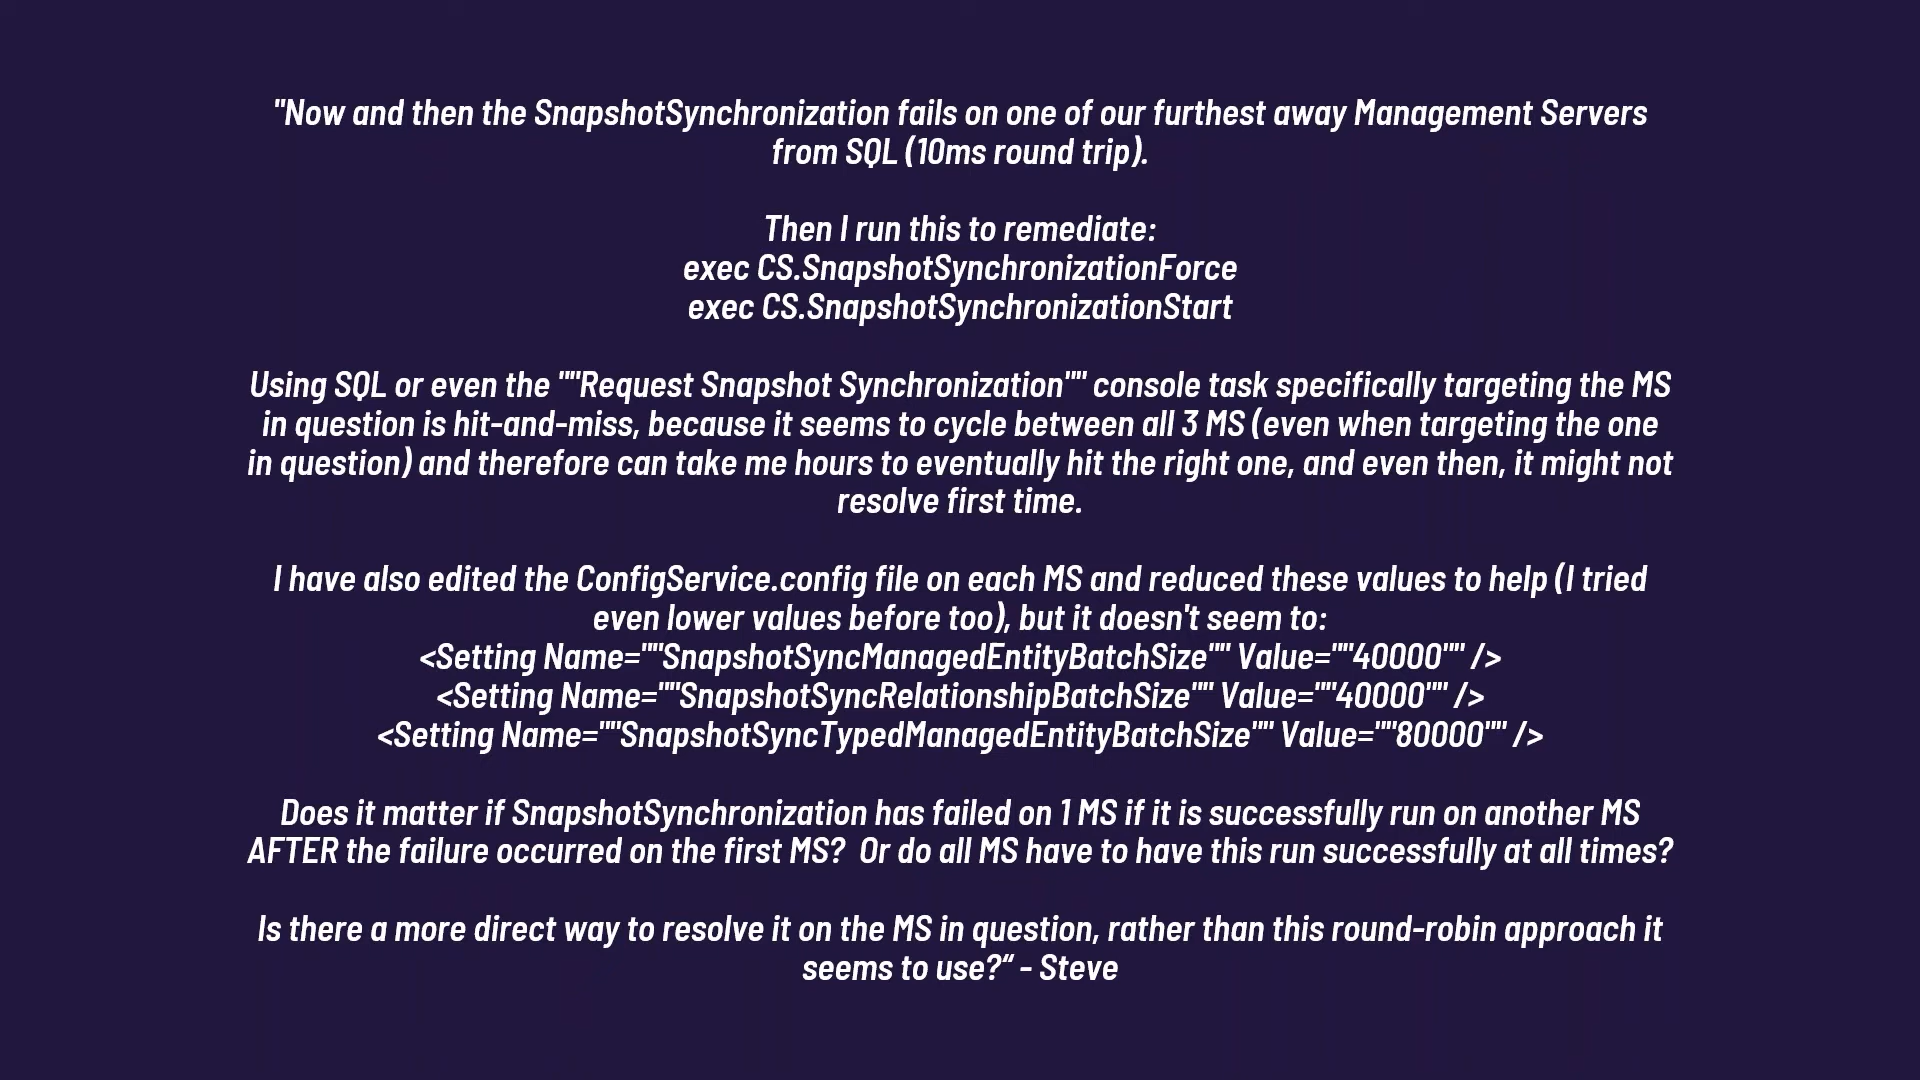 "Now and then the SnapshotSynchronization fails on one of our furthest away Management Servers
from SQL (10ms round trip).
Then I run this to remediate:
exec CS.SnapshotSynchronizationForce
exec CS.SnapshotSynchronizationStart
Using SQL or even the ""Request Snapshot Synchronization"" console task specifically targeting the MS
in question is hit-and-miss, because it seems to cycle between all 3 MS (even when targeting the one
in question) and therefore can take me hours to eventually hit the right one, and even then, it might not
resolve first time.
I have also edited the ConfigService.config file on each MS and reduced these values to help (I tried
even lower values before too), but it doesn't seem to:
<Setting Name=""SnapshotSyncManagedEntityBatchSize"" Value=""40000"" />
<Setting Name=""SnapshotSyncRelationshipBatchSize"" Value=""40000"" />
<Setting Name=""SnapshotSyncTypedManagedEntityBatchSize"" Value=""80000"" />
Does it matter if SnapshotSynchronization has failed on 1 MS if it is successfully run on another MS
AFTER the failure occurred on the first MS?  Or do all MS have to have this run successfully at all times?
Is there a more direct way to resolve it on the MS in question, rather than this round-robin approach it
seems to use?“ - Steve